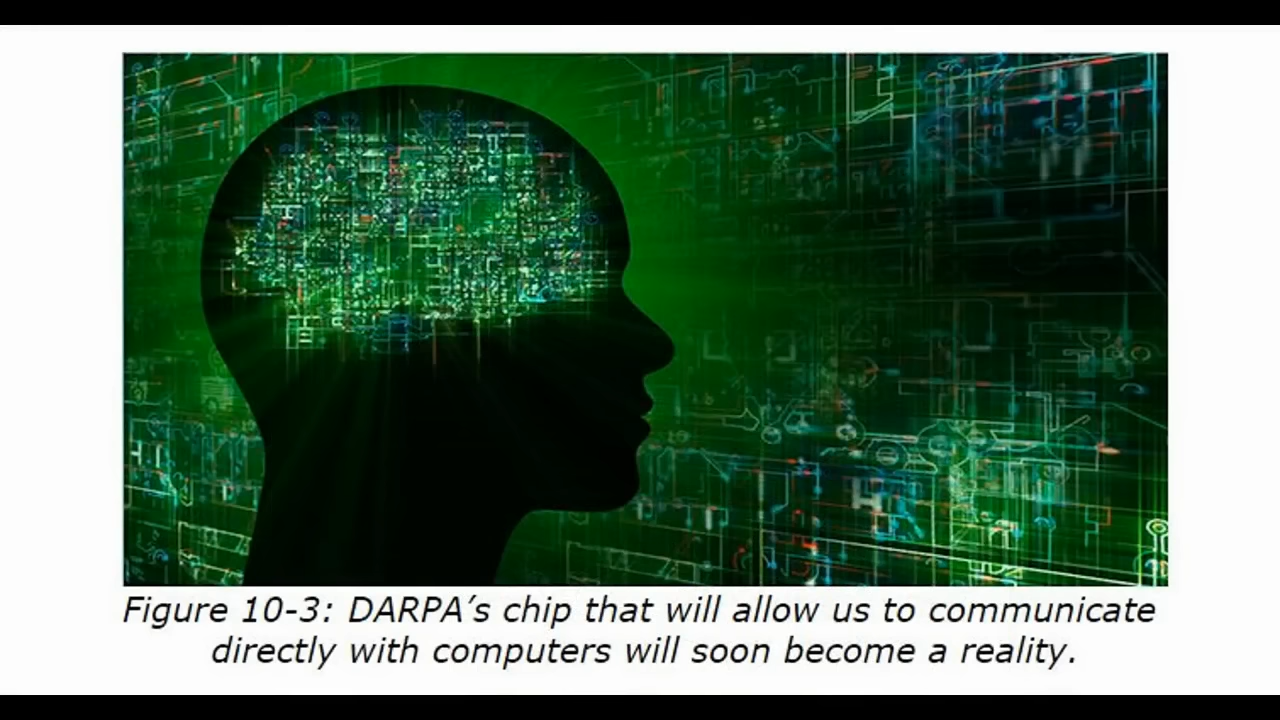 Figure 10-3: DARPA’s chip that will allow us to communicate
directly with computers will soon become a reality.